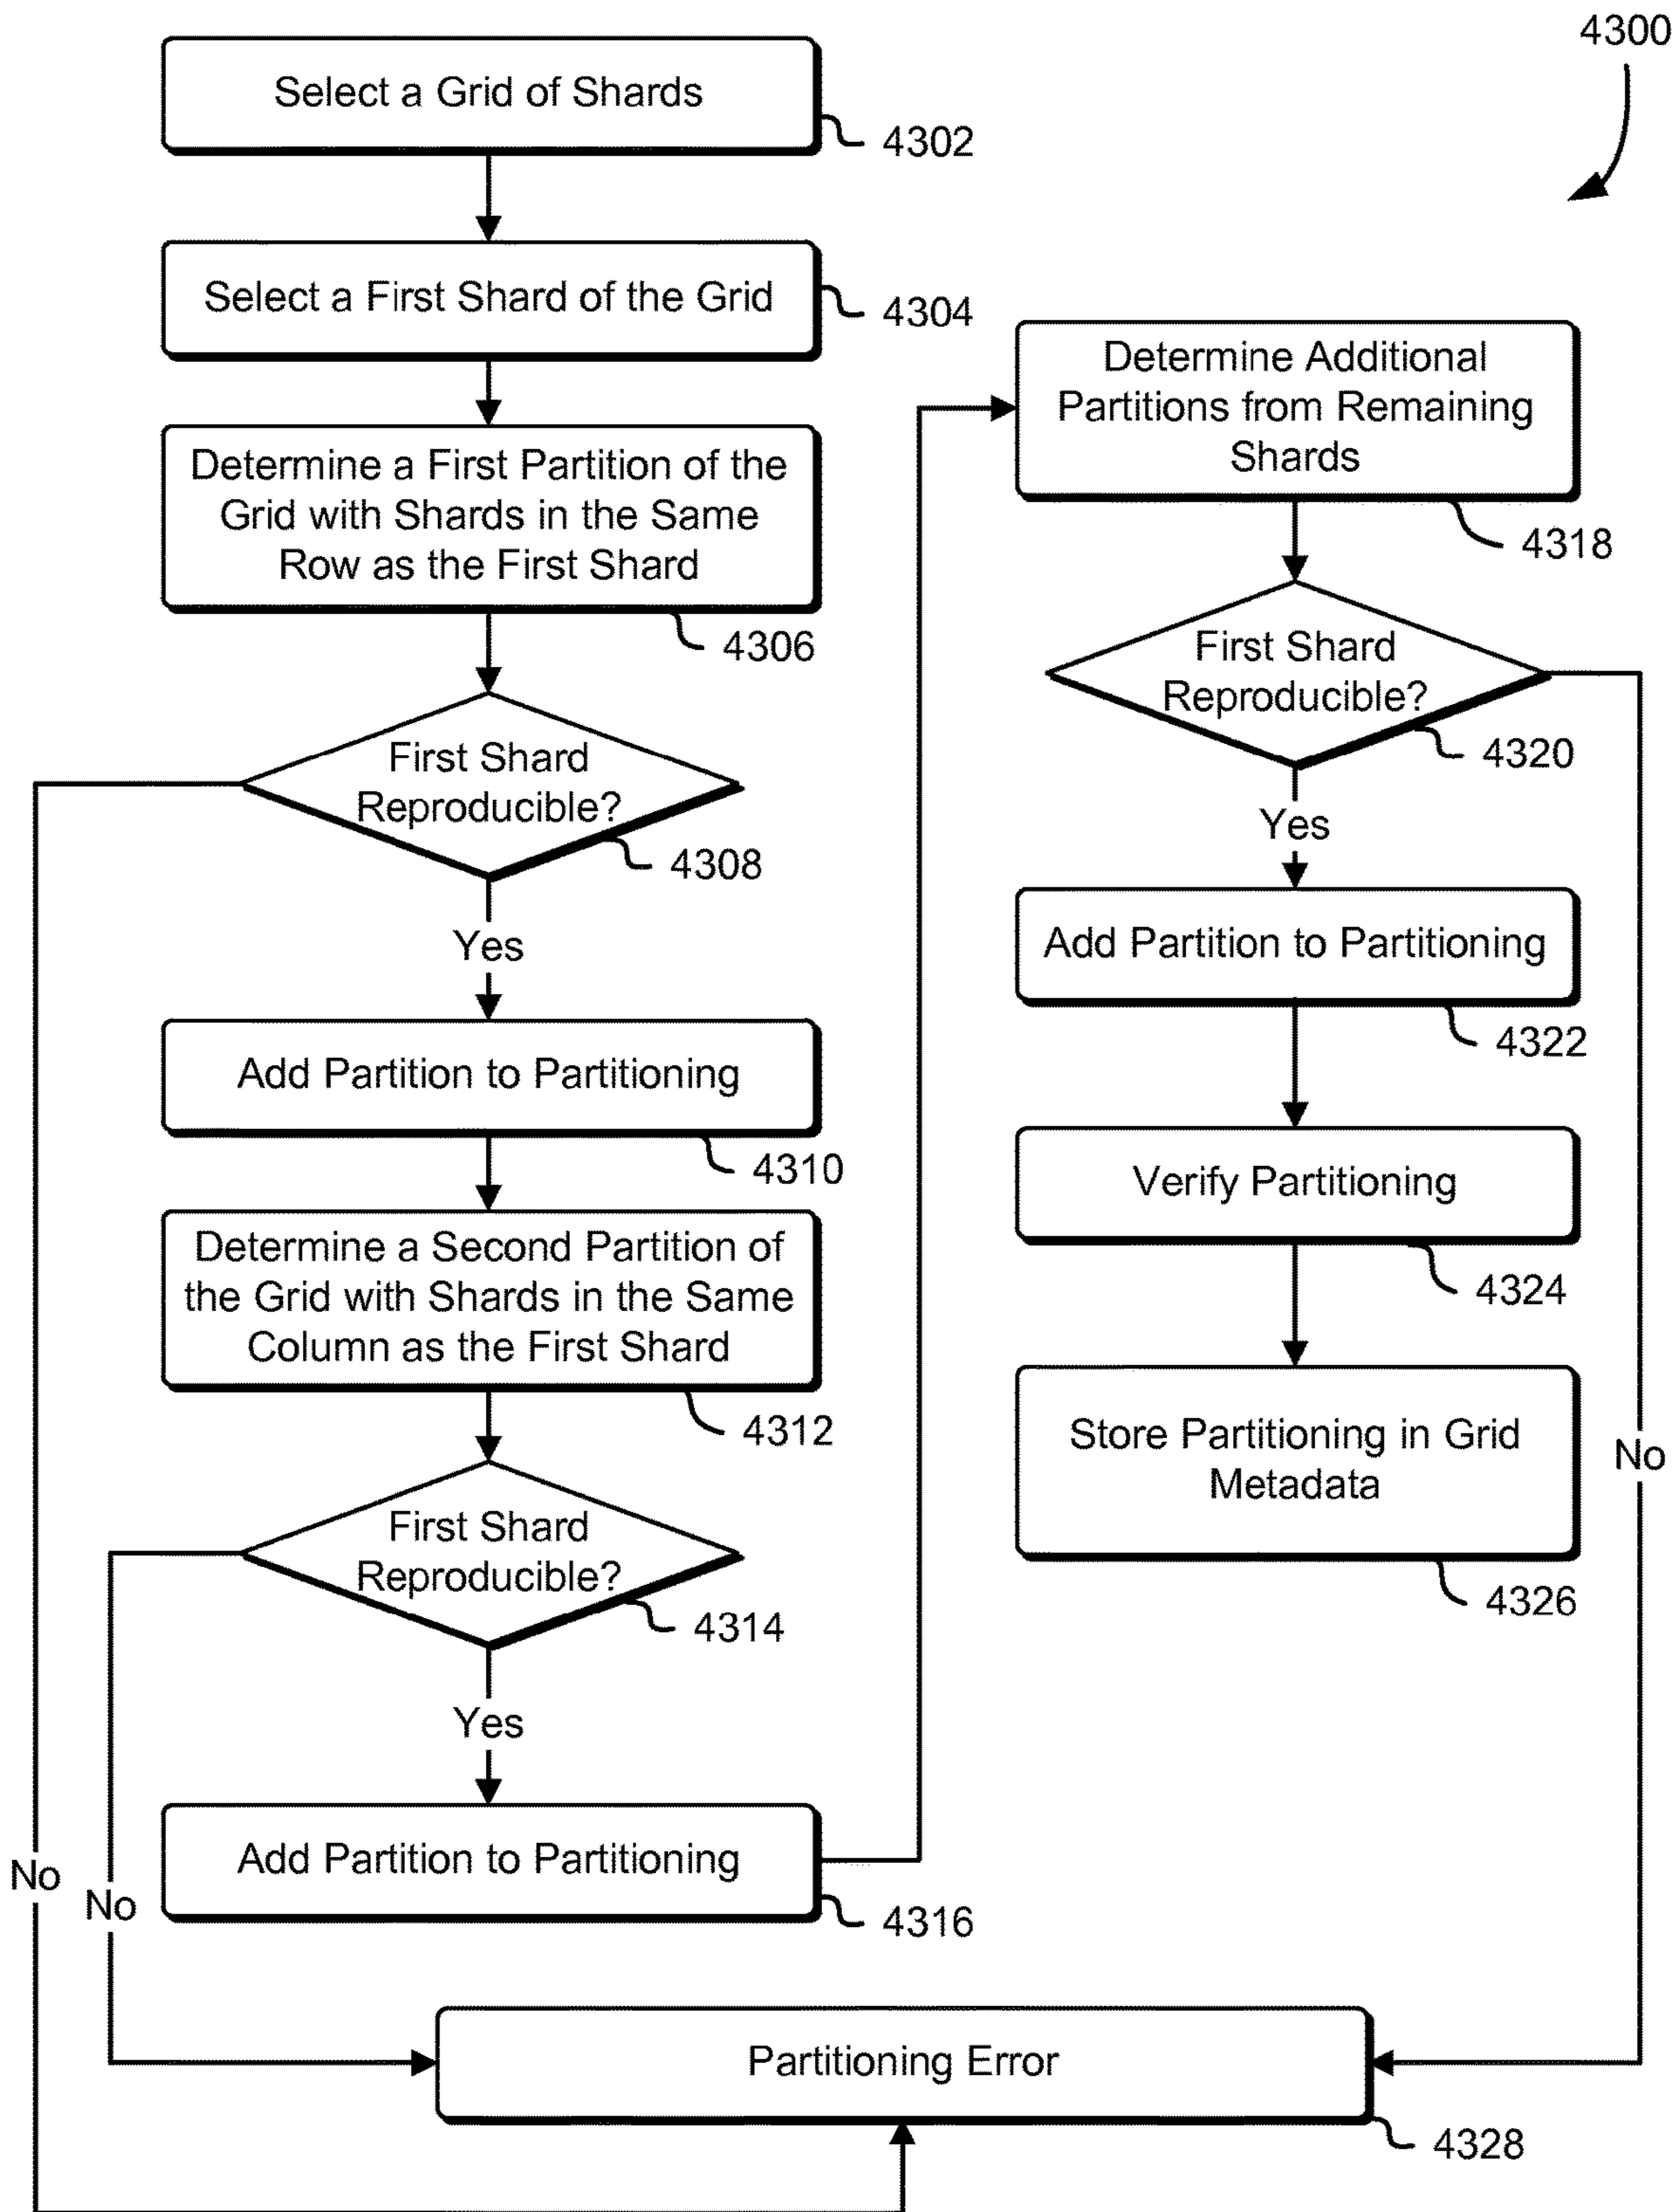 4300
Select a Grid of Shards
4302
Select a First Shard of the Grid
4304
Determine a First Partition of the
Grid with Shards in the Same
Row as the First Shard
4306
First Shard
Reproducible?
4308
Yes
Add Partition to Partitioning
4310
Determine a Second Partition of
the Grid with Shards in the Same
Column as the First Shard
4312
First Shard
Reproducible?
4314
Yes
Add Partition to Partitioning
4316
No
No
Determine Additional
Partitions from Remaining
Shards
4318
First Shard
Reproducible?
4320
Yes
Add Partition to Partitioning
4322
Verify Partitioning
4324
Store Partitioning in Grid
Metadata
4326
No
Partitioning Error
4328